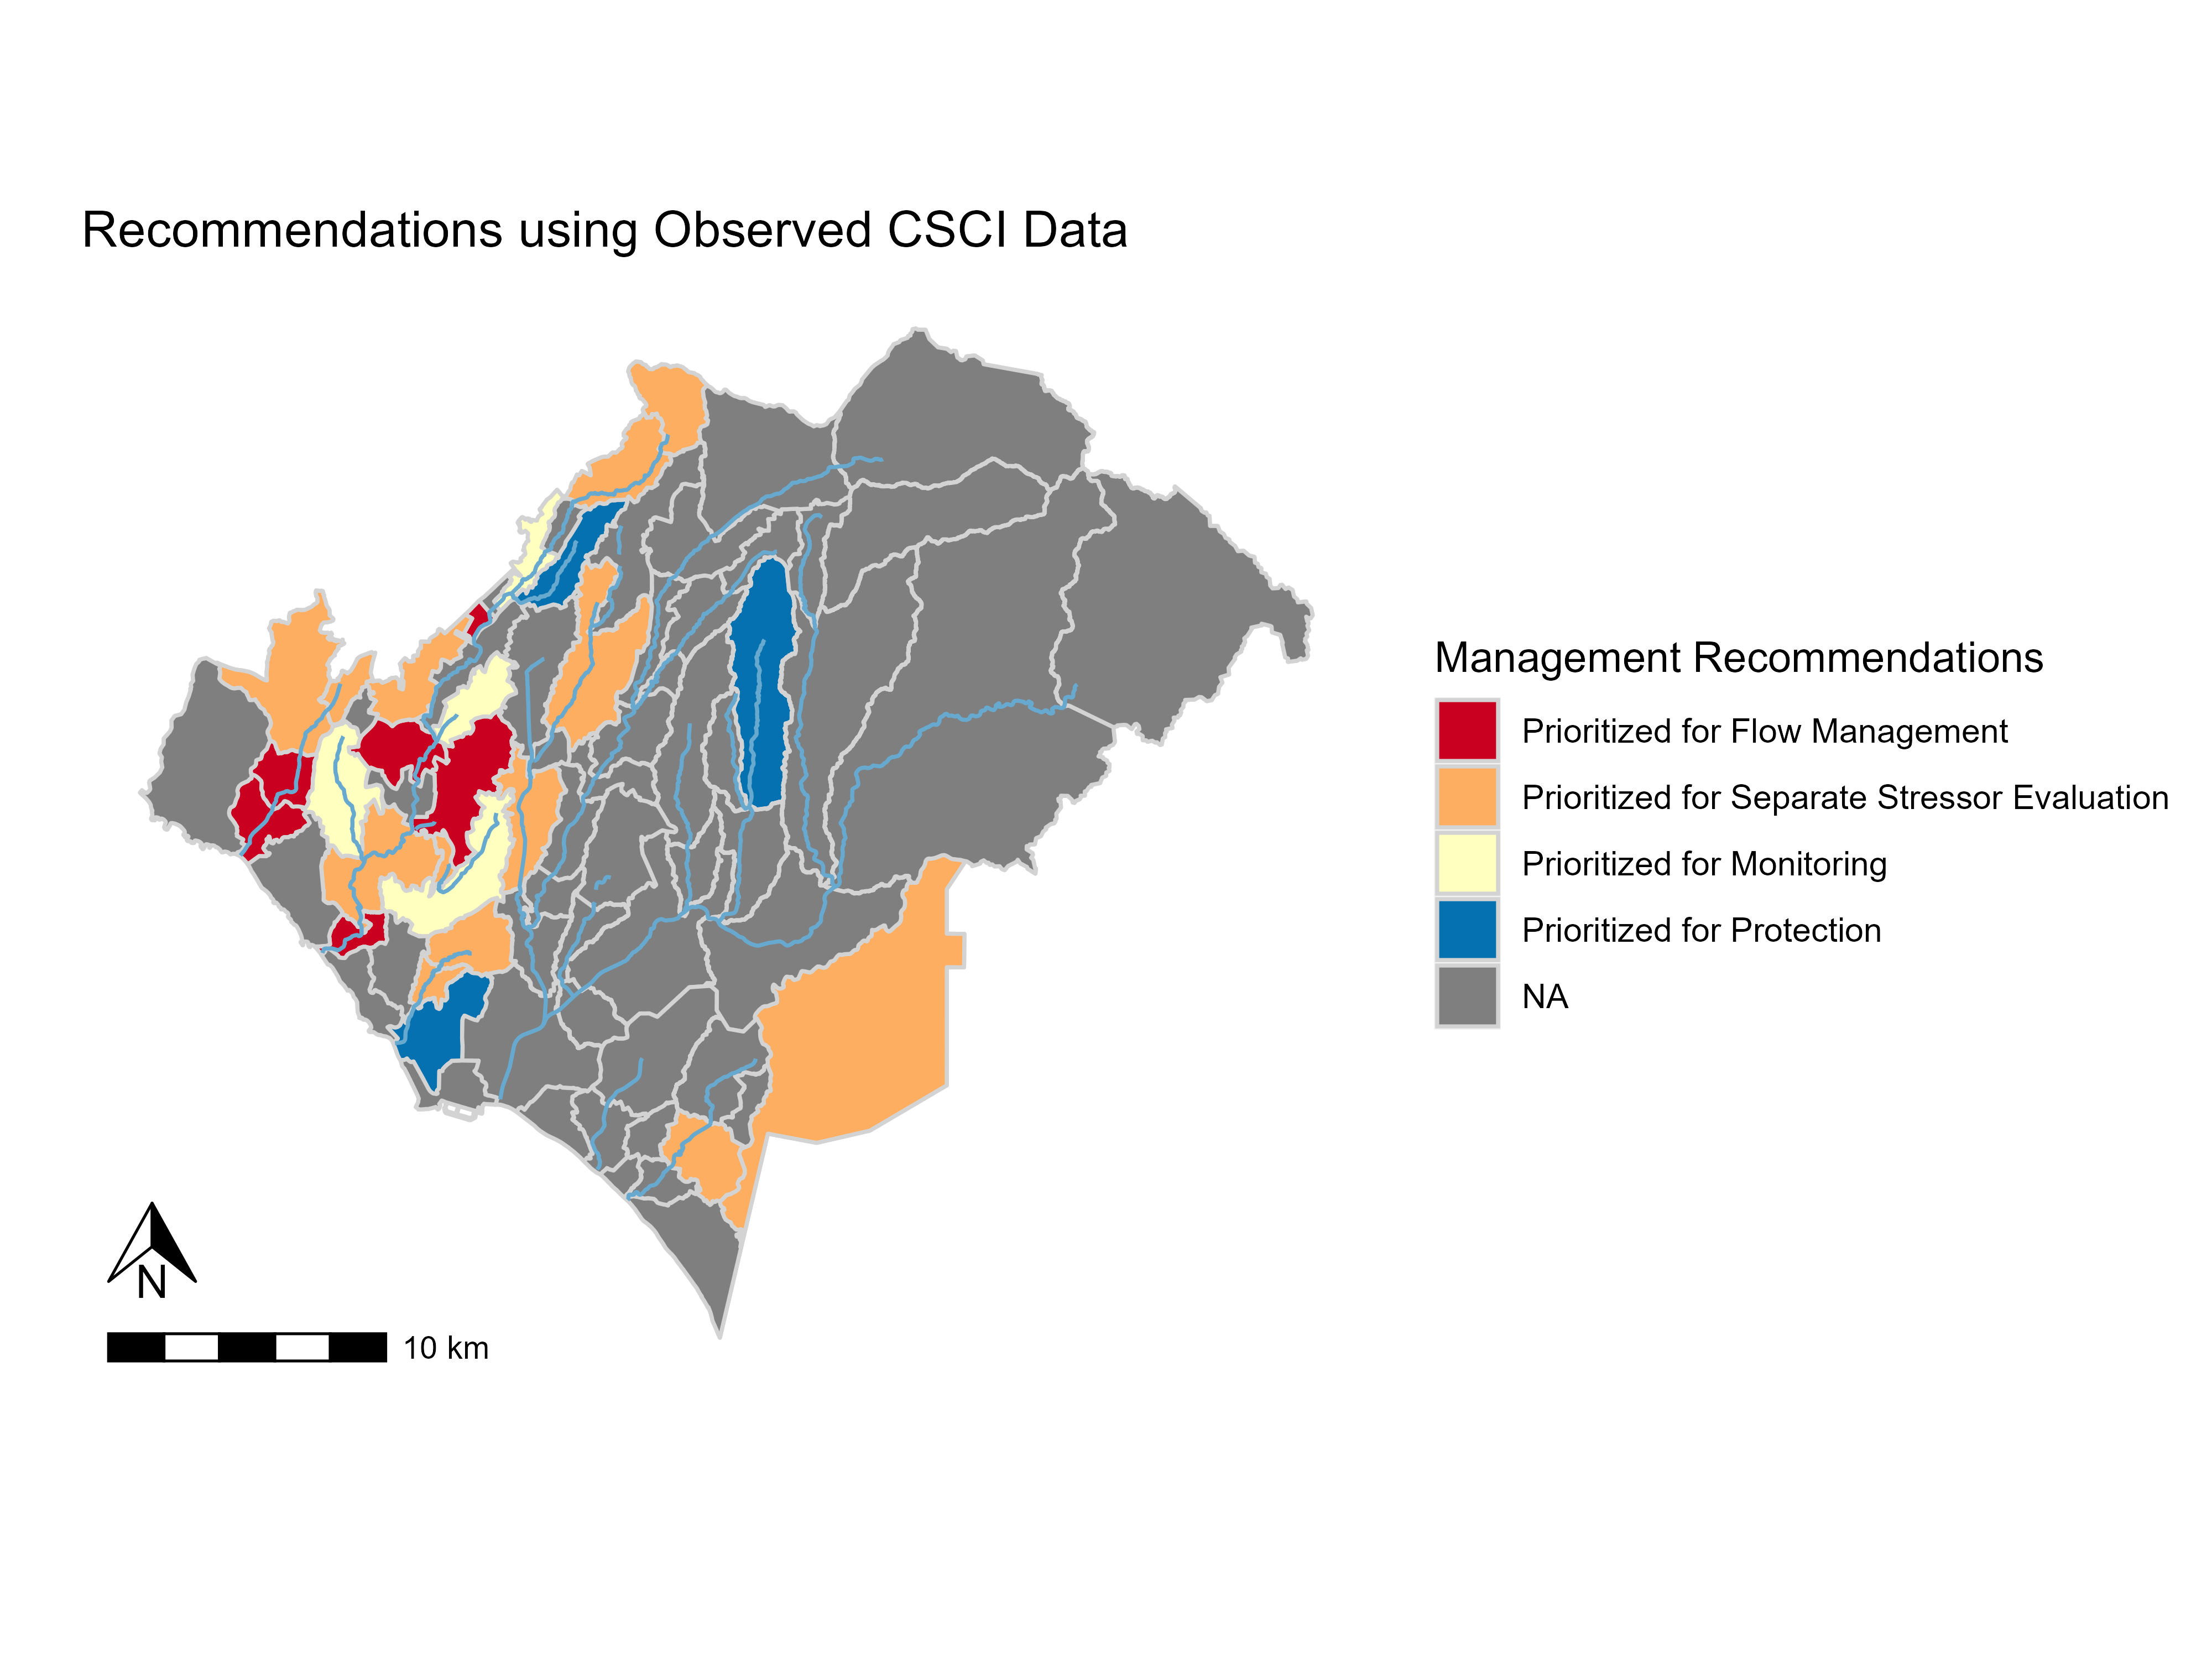 Recommendations using Observed CSCI Data
Management Recommendations
Prioritized for Flow Management
Prioritized for Separate Stressor Evaluation
Prioritized for Monitoring
Prioritized for Protection
NA
N
10 km